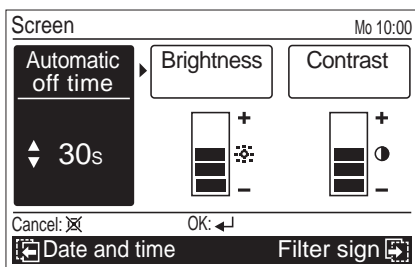 Screen Mo 10:00
Automatic off time Brightness Contrast
30s
+ +
– –
Cancel: OK:
Date and time Filter sign